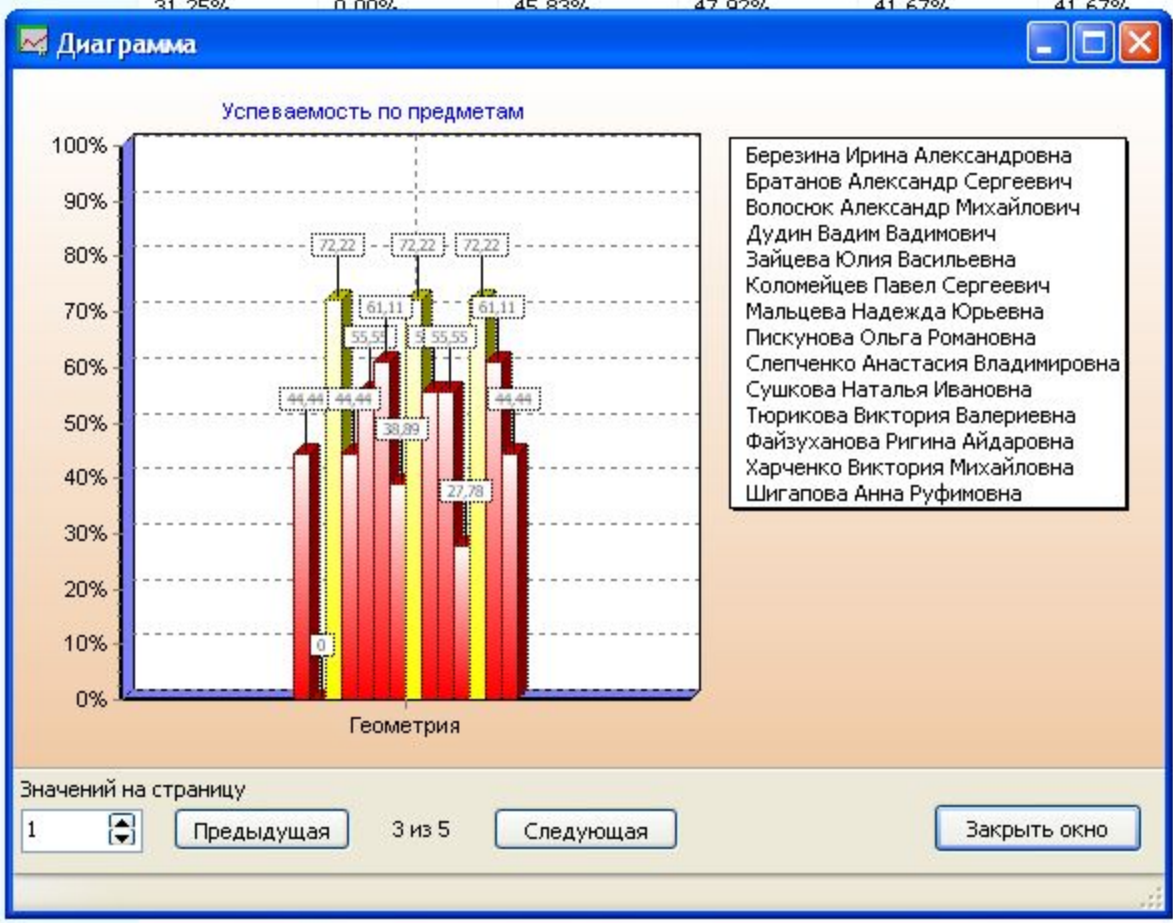 31,25% 0,00% 45,83% 47,92% 41,67% 41,67%
Диаграмма
Успеваемость по предметам
100%
90%
80%
70%
60%
50%
40%
30%
20%
10%
0%
72,22 72,22 72,22
61,11 61,11
55,55 55,55
44,44 44,44 44,44
38,89
27,78
0
Геометрия
Березина Ирина Александровна
Братанов Александр Сергеевич
Волосюк Александр Михайлович
Дудин Вадим Вадимович
Зайцева Юлия Васильевна
Коломейцев Павел Сергеевич
Мальцева Надежда Юрьевна
Пискунова Ольга Романовна
Слепченко Анастасия Владимировна
Сушкова Наталья Ивановна
Тюрикова Виктория Валериевна
Файзуханова Ригина Айдаровна
Харченко Виктория Михайловна
Шигапова Анна Руфимовна
Значений на страницу
1 Предыдущая 3 из 5 Следующая Закрыть окно